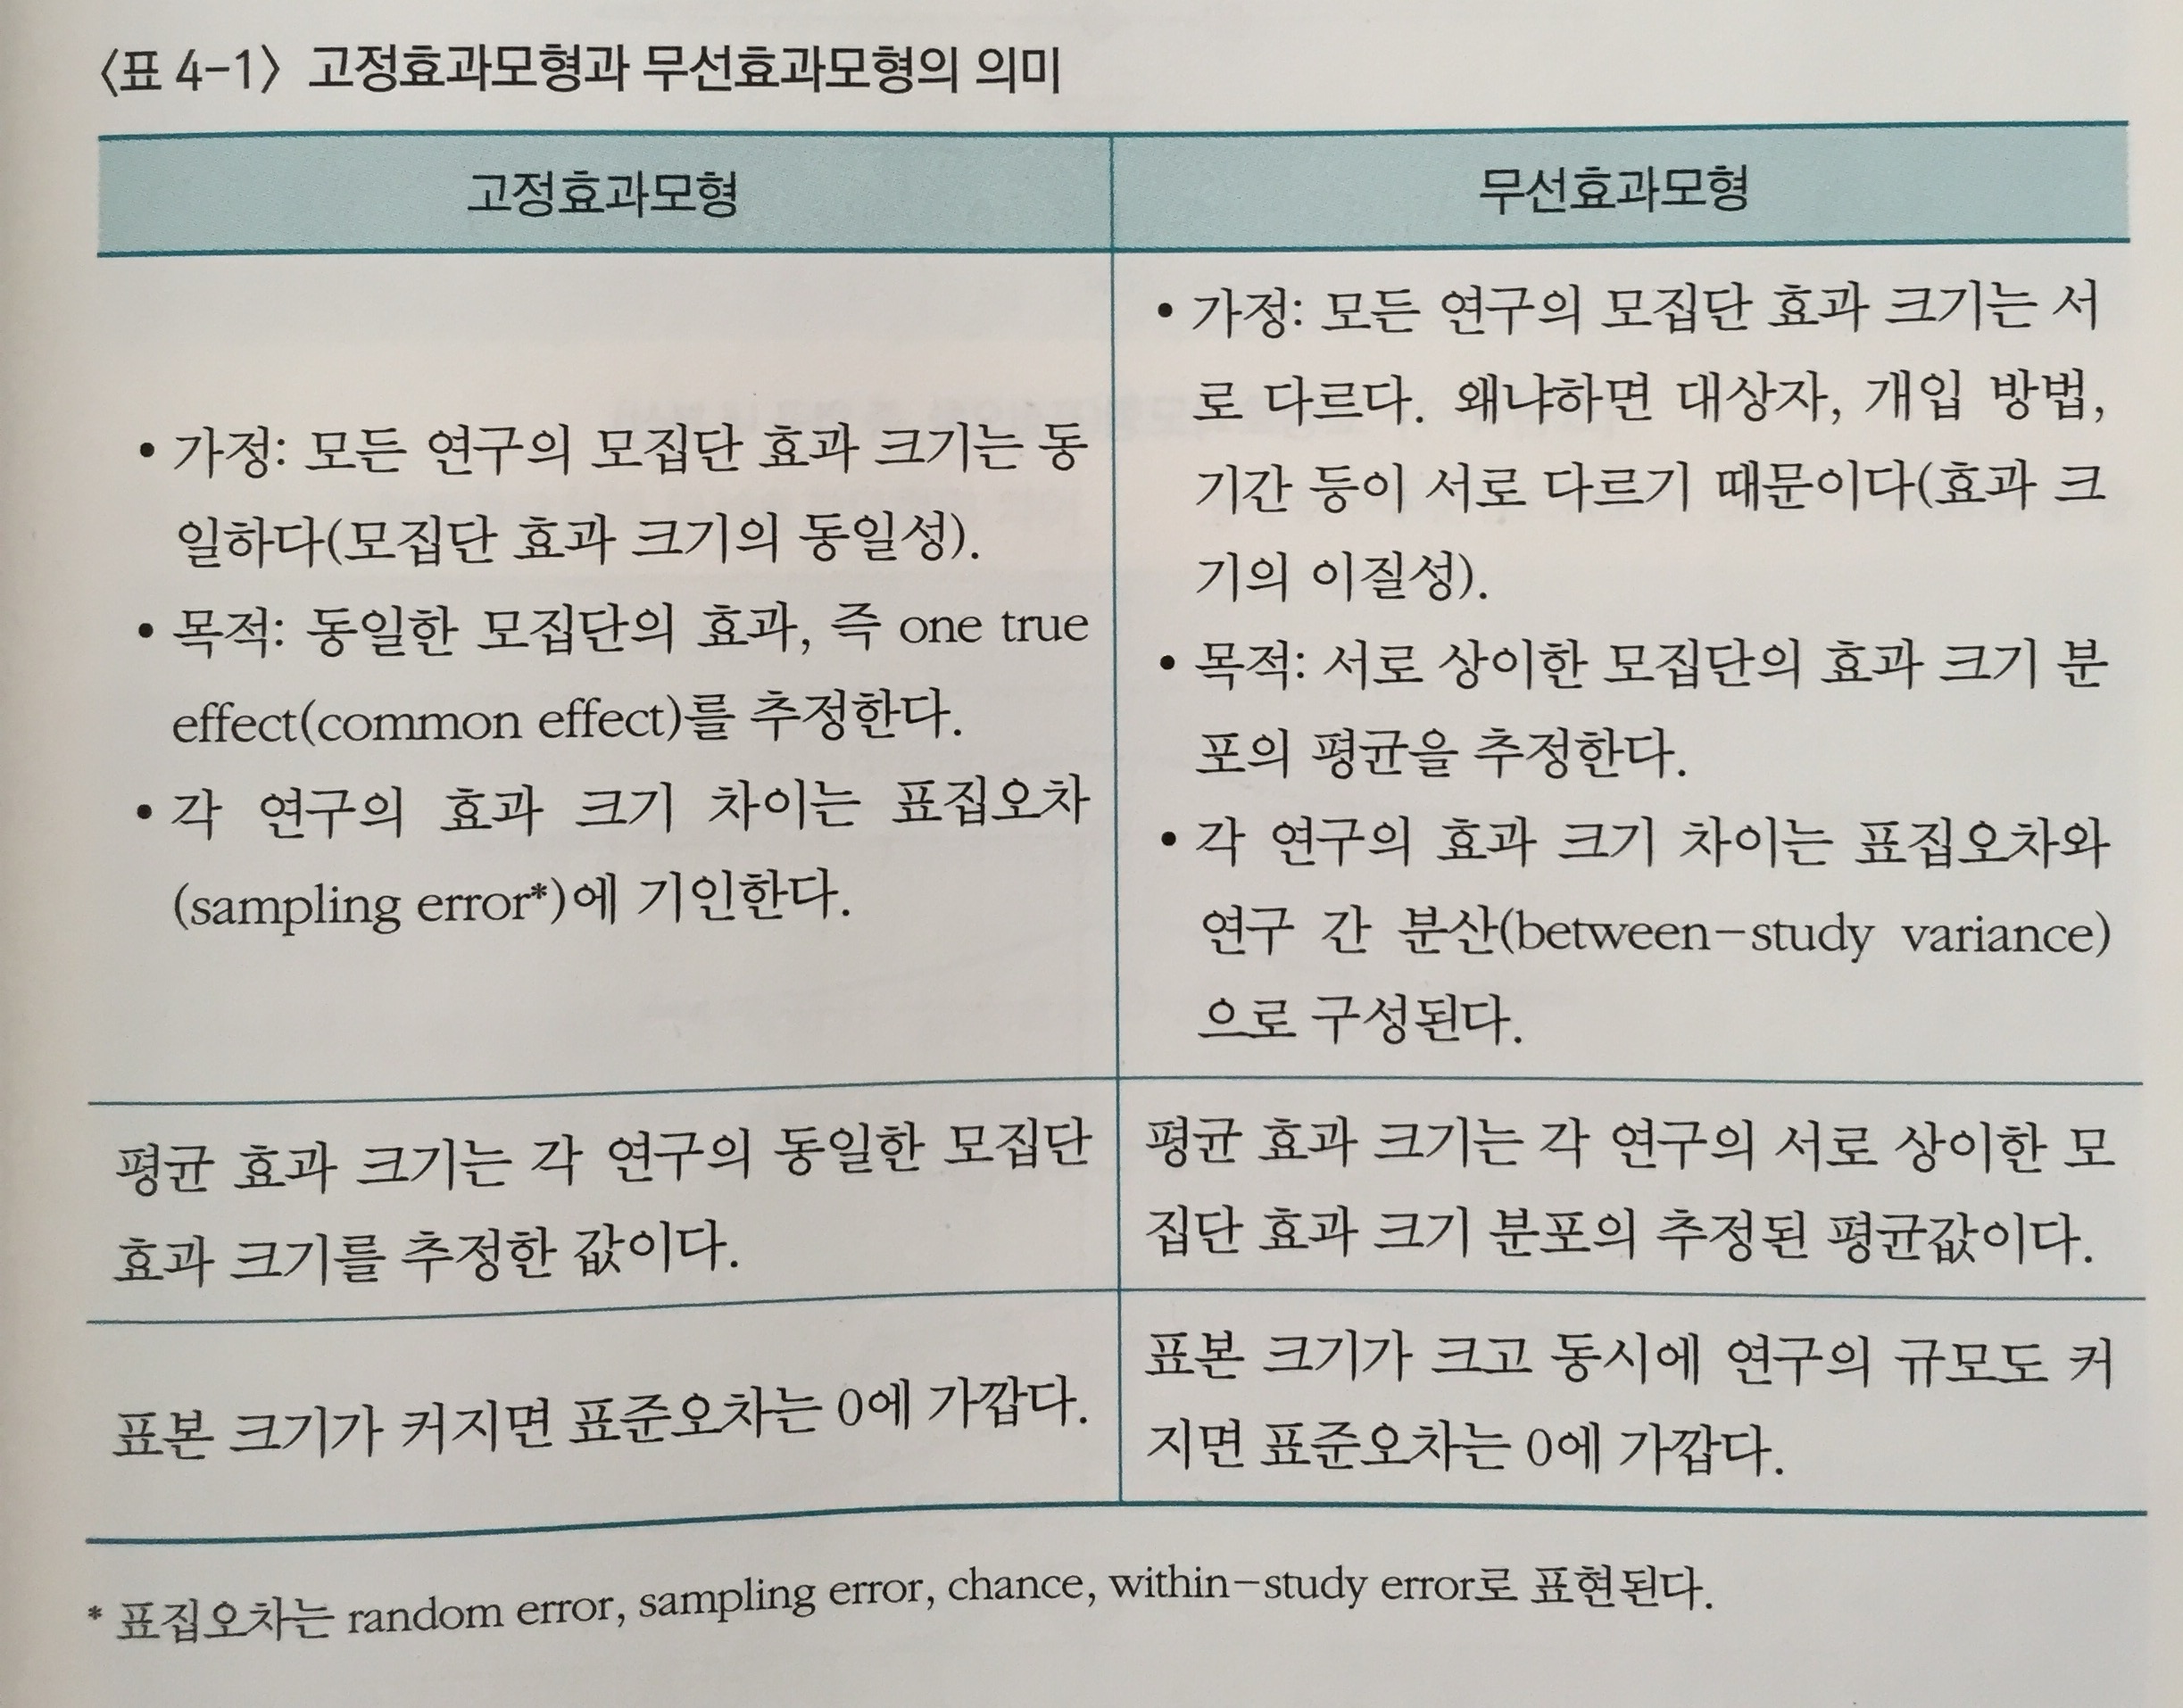 〈표 4-1〉 고정효과모형과 무선효과모형의 의미
고정효과모형
무선효과모형
• 가정: 모든 연구의 모집단 효과 크기는 동
일하다(모집단 효과 크기의 동일성).
• 목적: 동일한 모집단의 효과, 즉 one true
effect(common effect)를 추정한다.
• 각 연구의 효과 크기 차이는 표집오차
(sampling error*)에 기인한다.
• 가정: 모든 연구의 모집단 효과 크기는 서
로 다르다. 왜냐하면 대상자, 개입 방법,
기간 등이 서로 다르기 때문이다(효과 크
기의 이질성).
• 목적: 서로 상이한 모집단의 효과 크기 분
포의 평균을 추정한다.
• 각 연구의 효과 크기 차이는 표집오차와
연구 간 분산(between-study variance)
으로 구성된다.
평균 효과 크기는 각 연구의 동일한 모집단
효과 크기를 추정한 값이다.
평균 효과 크기는 각 연구의 서로 상이한 모
집단 효과 크기 분포의 추정된 평균값이다.
표본 크기가 커지면 표준오차는 0에 가깝다.
표본 크기가 크고 동시에 연구의 규모도 커
지면 표준오차는 0에 가깝다.
* 표집오차는 random error, sampling error, chance, within-study error로 표현된다.